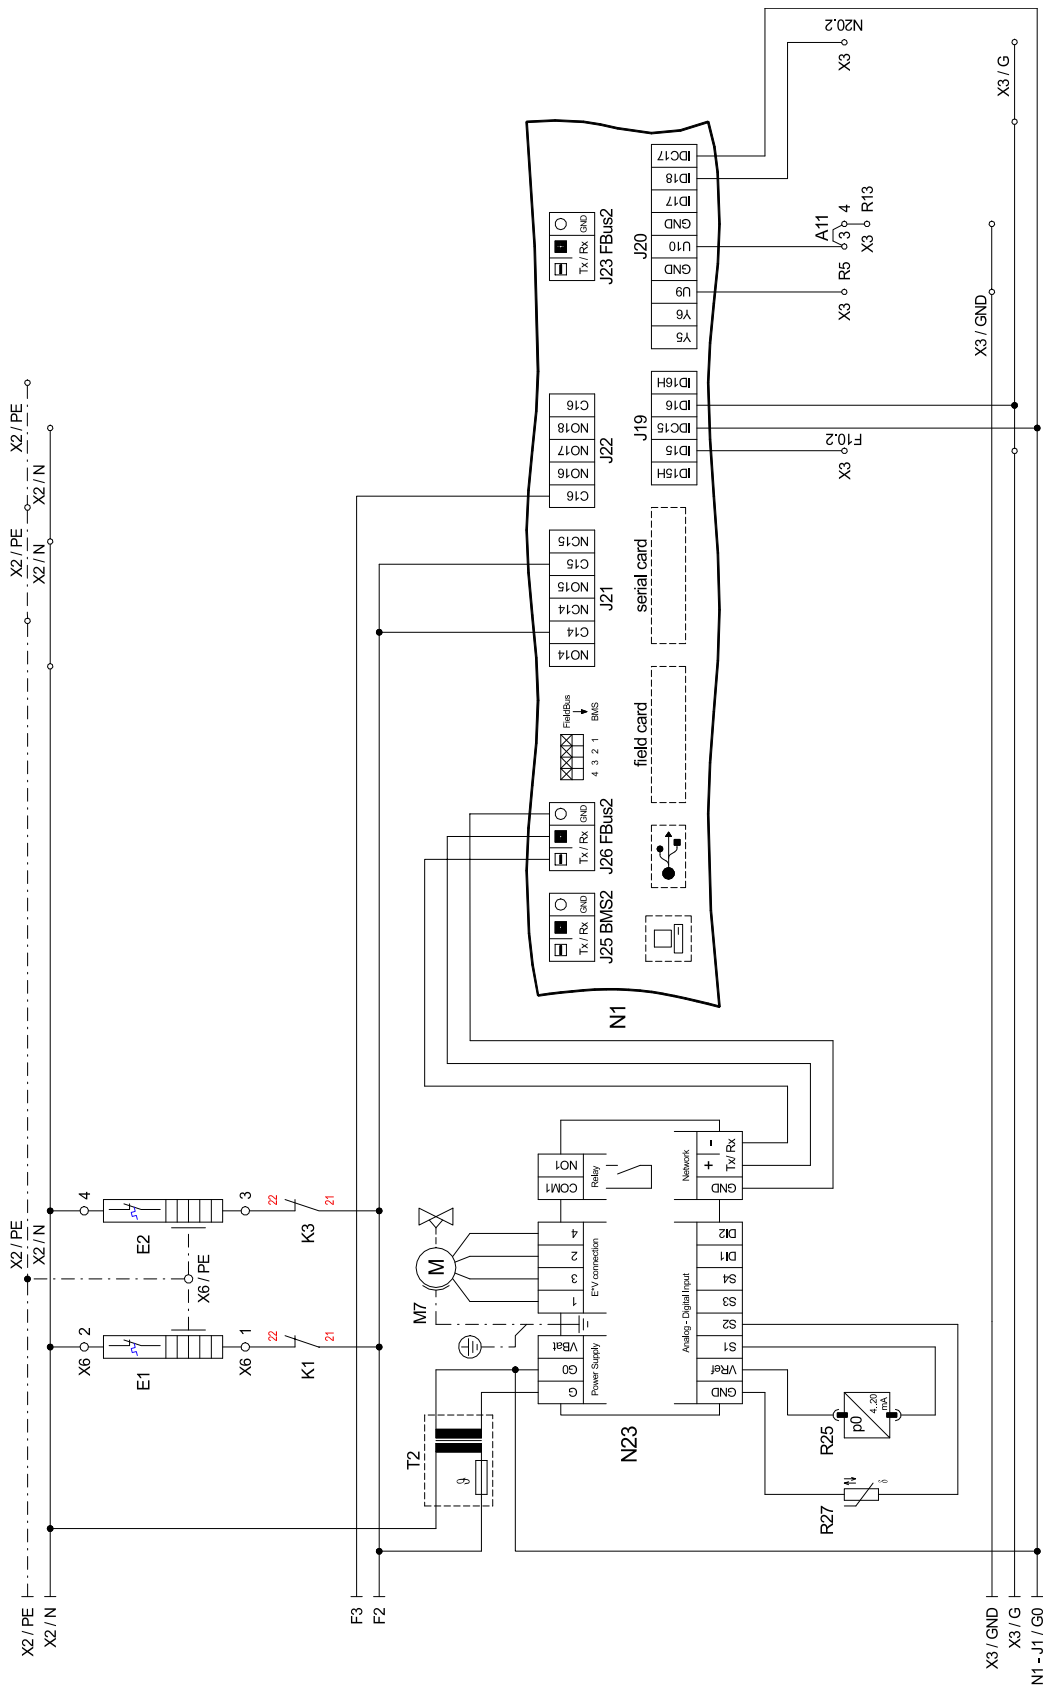 X2 / PE
X2 / N
F3
F2
X3 / GND
X3 / G
N1 - J1 / G0
X2 / PE
X2 / N
X2 / PE
X2 / N
X2 / PE
X2 / N
X6 / PE
X6
2
E1
X6
1
22
21
K1
4
E2
3
22
21
K3
T2
ϑ
M7
M
N23
G
G0
VBat
Power Supply
1
3
2
4
E²V connection
COM1
NO1
Relay
GND
VRef
S1
S2
S3
S4
DI1
DI2
Analog - Digital Input
GND
+
-
Tx/ Rx
Network
R25
p0
4..20
mA
R27
δ
N1
Tx / Rx
GND
J25 BMS2
Tx / Rx
GND
J26 FBus2
4 3 2 1
FieldBus
BMS
NO14
C14
NC14
NO15
C15
NC15
J21
C16
NO16
NO17
NO18
C16
J22
Tx / Rx
GND
J23 FBus2
field card
serial card
ID15H
ID15
IDC15
ID16
ID16H
J19
Y5
Y6
U9
GND
U10
GND
ID17
ID18
IDC17
J20
X3
F10.2
X3
R5
A11
3
4
X3
R13
X3
N20.2
X3 / GND
X3 / G